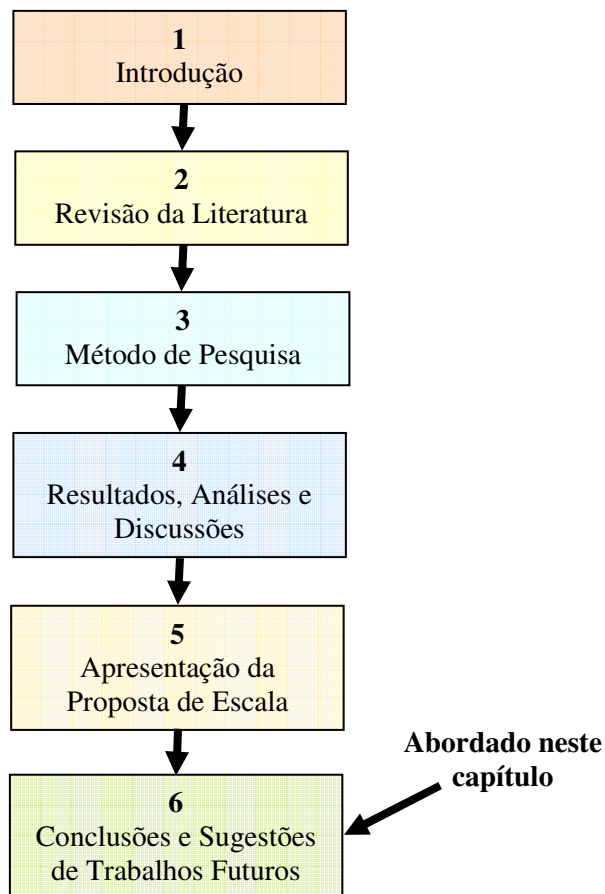 1
Introdução
2
Revisão da Literatura
3
Método de Pesquisa
4
Resultados, Análises e
Discussões
5
Apresentação da
Proposta de Escala
Abordado neste
capítulo
6
Conclusões e Sugestões
de Trabalhos Futuros